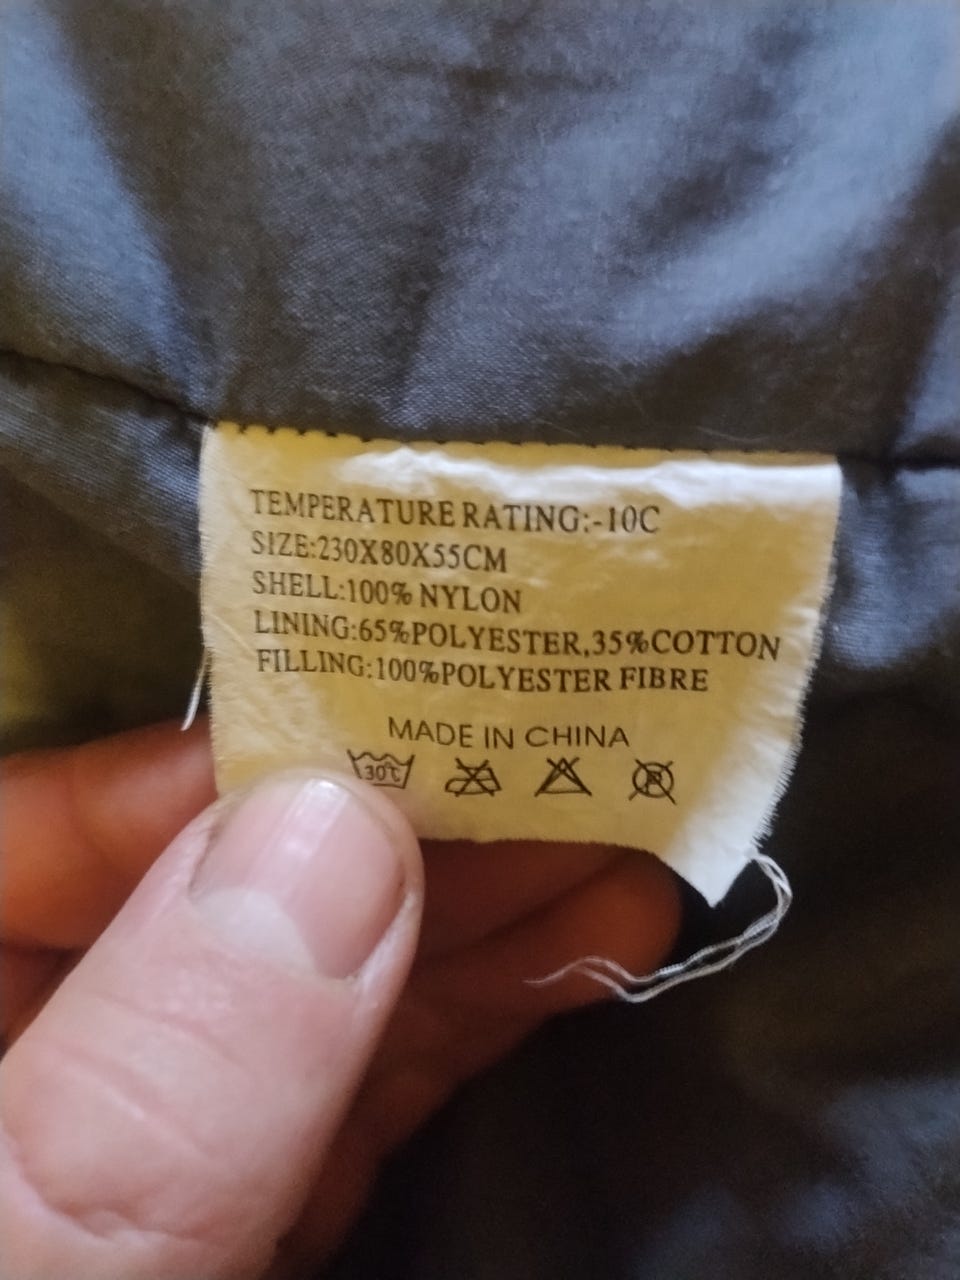 TEMPERATURE RATING:-10C
SIZE:230X80X55CM
SHELL:100% NYLON
LINING:65%POLYESTER,35%COTTON
FILLING:100%POLYESTER FIBRE
MADE IN CHINA
30℃ P